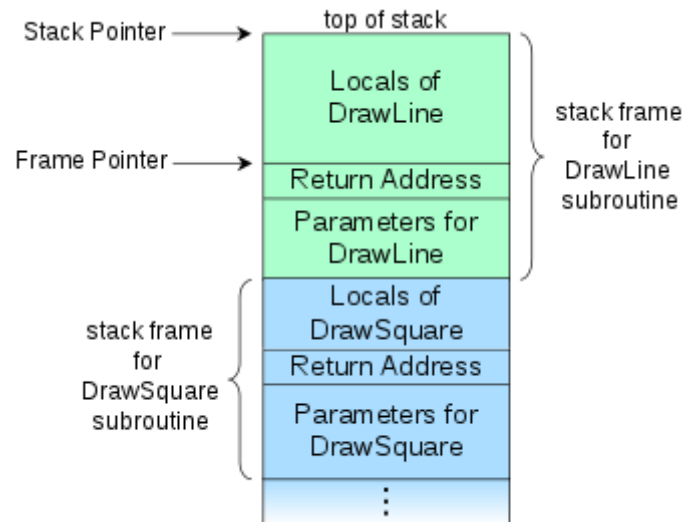 Stack Pointer
top of stack
Locals of
DrawLine
stack frame
for
DrawLine
subroutine
Frame Pointer
Return Address
Parameters for
DrawLine
stack frame
for
DrawSquare
subroutine
Locals of
DrawSquare
Return Address
Parameters for
DrawSquare
⋮